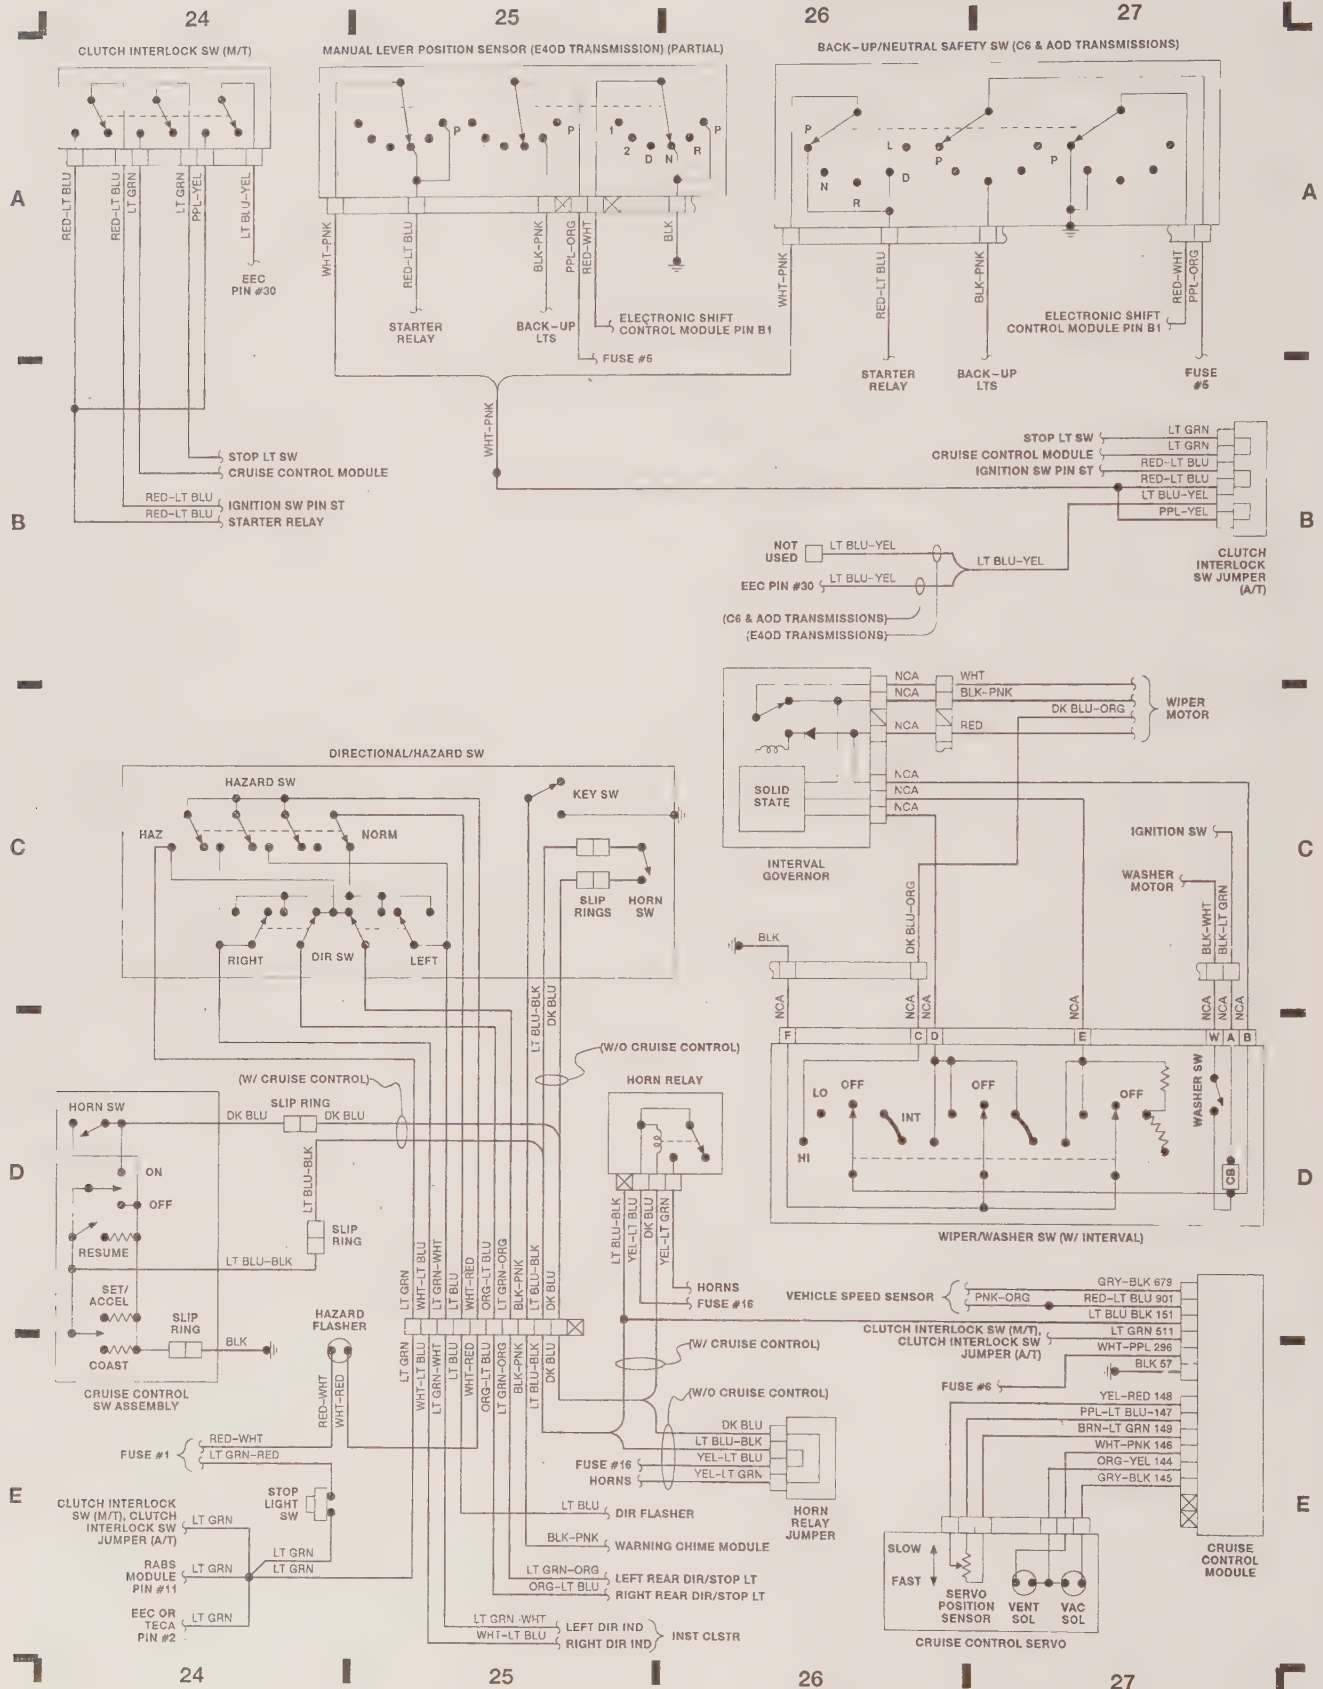 24 25 26 27
CLUTCH INTERLOCK SW (M/T)
MANUAL LEVER POSITION SENSOR (E4OD TRANSMISSION) (PARTIAL)
BACK-UP/NEUTRAL SAFETY SW (C6 & AOD TRANSMISSIONS)
P
P
1
2
D
N
R
P
P
N
R
L
D
P
P
A
A
RED-LT BLU
RED-LT BLU
LT GRN
LT GRN
PPL-YEL
LT BLU-YEL
EEC
PIN #30
WHT-PNK
RED-LT BLU
STARTER
RELAY
BLK-PNK
BACK-UP
LTS
PPL-ORG
RED-WHT
BLK
ELECTRONIC SHIFT
CONTROL MODULE PIN B1
FUSE #5
WHT-PNK
RED-LT BLU
BLK-PNK
RED-WHT
PPL-ORG
ELECTRONIC SHIFT
CONTROL MODULE PIN B1
STARTER
RELAY
BACK-UP
LTS
FUSE
#5
WHT-PNK
STOP LT SW
CRUISE CONTROL MODULE
RED-LT BLU
IGNITION SW PIN ST
RED-LT BLU
STARTER RELAY
STOP LT SW
LT GRN
CRUISE CONTROL MODULE
LT GRN
IGNITION SW PIN ST
RED-LT BLU
RED-LT BLU
LT BLU-YEL
PPL-YEL
B
B
CLUTCH
INTERLOCK
SW JUMPER
(A/T)
NOT
USED
LT BLU-YEL
LT BLU-YEL
EEC PIN #30
LT BLU-YEL
(C6 & AOD TRANSMISSIONS)
(E4OD TRANSMISSIONS)
NCA
WHT
NCA
BLK-PNK
DK BLU-ORG
NCA
RED
WIPER
MOTOR
SOLID
STATE
NCA
NCA
NCA
INTERVAL
GOVERNOR
IGNITION SW
WASHER
MOTOR
BLK-WHT
BLK-LT GRN
DK BLU-ORG
BLK
DIRECTIONAL/HAZARD SW
HAZARD SW
HAZ
NORM
KEY SW
SLIP
RINGS
HORN
SW
RIGHT
DIR SW
LEFT
C
C
LT BLU-BLK
DK BLU
NCA
NCA
NCA
NCA
NCA
NCA
NCA
F
C
D
E
W
A
B
LO
OFF
HI
INT
OFF
OFF
WASHER SW
CB
WIPER/WASHER SW (W/ INTERVAL)
(W/O CRUISE CONTROL)
(W/ CRUISE CONTROL)
HORN RELAY
HORN SW
DK BLU
SLIP RING
DK BLU
ON
OFF
RESUME
SET/
ACCEL
COAST
LT BLU-BLK
SLIP
RING
LT BLU-BLK
SLIP
RING
BLK
CRUISE CONTROL
SW ASSEMBLY
D
D
LT BLU-BLK
YEL-LT BLU
DK BLU
YEL-LT GRN
HORNS
FUSE #16
HAZARD
FLASHER
LT GRN
WHT-LT BLU
LT GRN-WHT
LT BLU
WHT-RED
ORG-LT BLU
LT GRN-ORG
BLK-PNK
LT BLU-BLK
DK BLU
LT GRN
WHT-LT BLU
LT GRN-WHT
LT BLU
WHT-RED
ORG-LT BLU
LT GRN-ORG
BLK-PNK
LT BLU-BLK
DK BLU
RED-WHT
WHT-RED
VEHICLE SPEED SENSOR
PNK-ORG
GRY-BLK 679
RED-LT BLU 901
LT BLU BLK 151
CLUTCH INTERLOCK SW (M/T),
CLUTCH INTERLOCK SW
JUMPER (A/T)
LT GRN 511
WHT-PPL 296
BLK 57
FUSE #6
YEL-RED 148
PPL-LT BLU-147
BRN-LT GRN 149
WHT-PNK 146
ORG-YEL 144
GRY-BLK 145
CRUISE
CONTROL
MODULE
(W/ CRUISE CONTROL)
(W/O CRUISE CONTROL)
DK BLU
LT BLU-BLK
FUSE #16
YEL-LT BLU
HORNS
YEL-LT GRN
HORN
RELAY
JUMPER
FUSE #1
RED-WHT
LT GRN-RED
STOP
LIGHT
SW
CLUTCH INTERLOCK
SW (M/T), CLUTCH
INTERLOCK SW
JUMPER (A/T)
LT GRN
LT GRN
RABS
MODULE
PIN #11
LT GRN
LT GRN
EEC OR
TECA
PIN #2
LT GRN
E
E
LT BLU
DIR FLASHER
BLK-PNK
WARNING CHIME MODULE
LT GRN-ORG
LEFT REAR DIR/STOP LT
ORG-LT BLU
RIGHT REAR DIR/STOP LT
LT GRN-WHT
LEFT DIR IND
WHT-LT BLU
RIGHT DIR IND
INST CLSTR
SLOW
FAST
SERVO
POSITION
SENSOR
VENT
SOL
VAC
SOL
CRUISE CONTROL SERVO
24 25 26 27